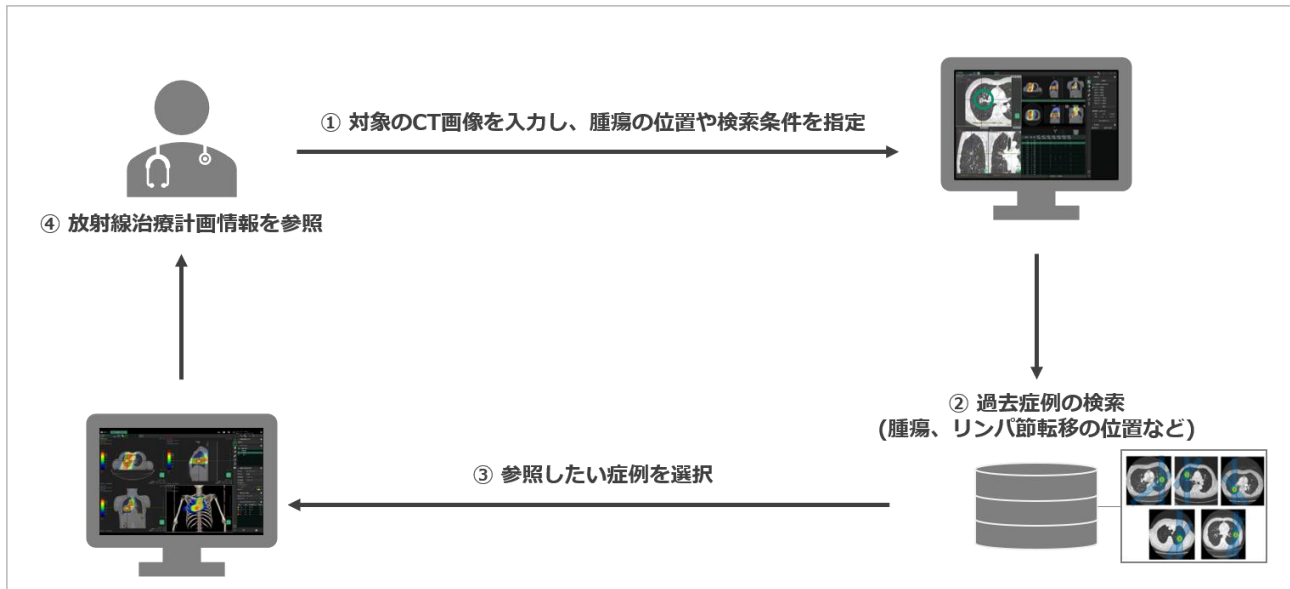 ① 対象のCT画像を入力し、腫瘍の位置や検索条件を指定
④ 放射線治療計画情報を参照
② 過去症例の検索
(腫瘍、リンパ節転移の位置など)
③ 参照したい症例を選択